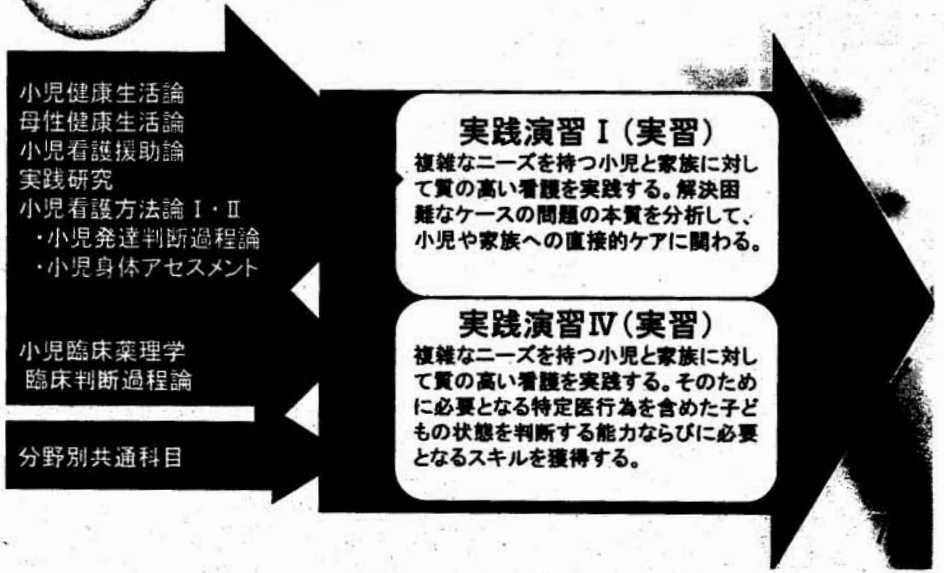 小児健康生活論
母性健康生活論
小児看護援助論
実践研究
小児看護方法論Ⅰ・Ⅱ
・小児発達判断過程論
・小児身体アセスメント
小児臨床薬理学
臨床判断過程論
分野別共通科目
実践演習Ⅰ(実習)
複雑なニーズを持つ小児と家族に対し
て質の高い看護を実践する。解決困
難なケースの問題の本質を分析して、
小児や家族への直接的ケアに関わる。
実践演習Ⅳ(実習)
複雑なニーズを持つ小児と家族に対し
て質の高い看護を実践する。そのため
に必要となる特定医行為を含めた子ど
もの状態を判断する能力ならびに必要
となるスキルを獲得する。